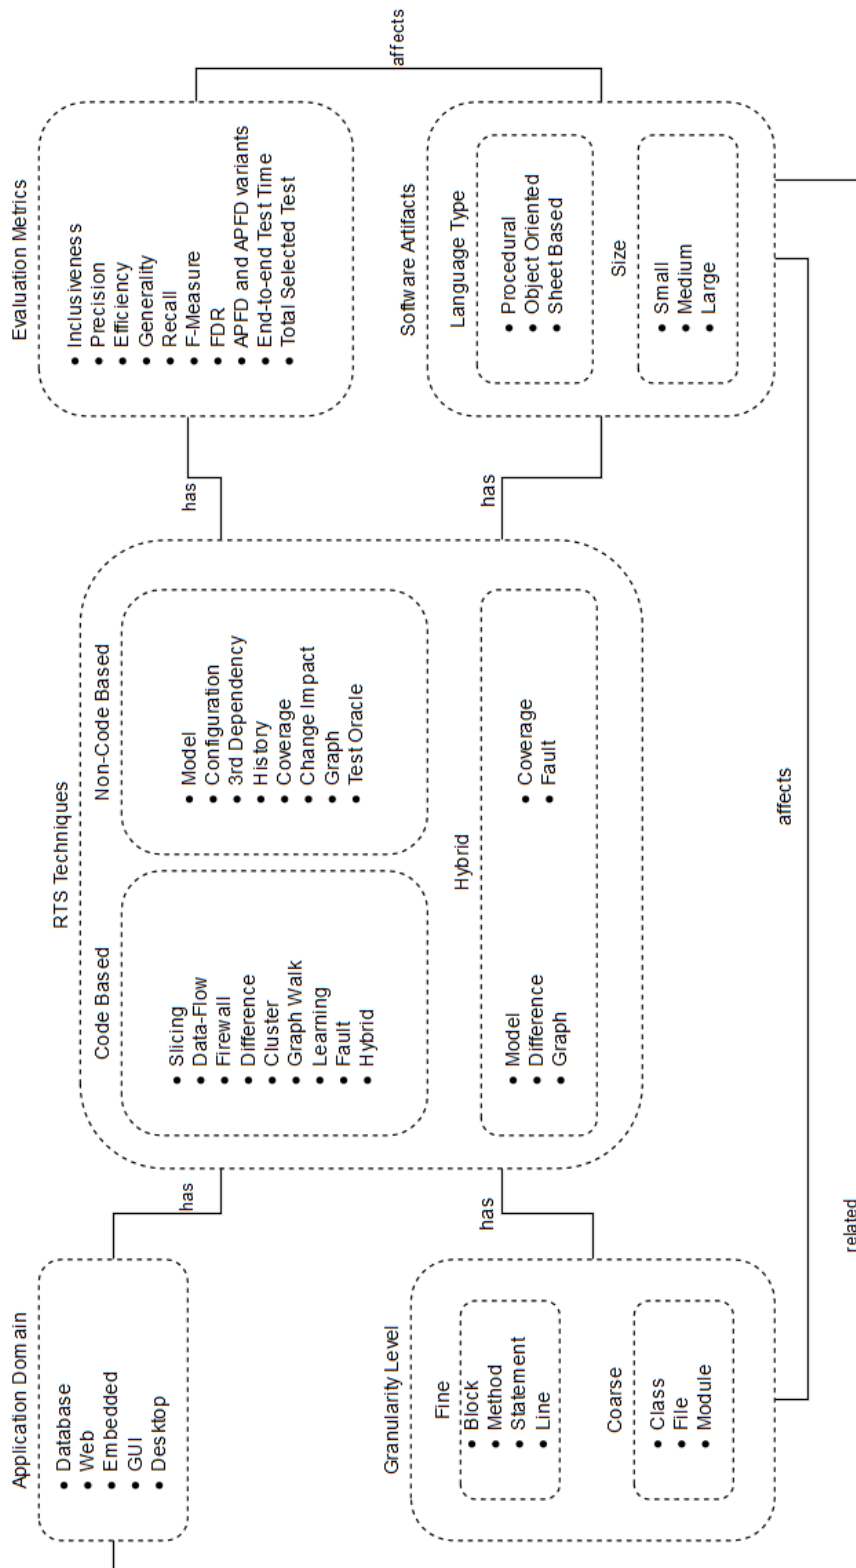 Application Domain
Database
Web
Embedded
GUI
Desktop
has
Granularity Level
Fine
Block
Method
Statement
Line
Coarse
Class
File
Module
has
RTS Techniques
Code Based
Slicing
Data-Flow
Firewall
Difference
Cluster
Graph Walk
Learning
Fault
Hybrid
Non-Code Based
Model
Configuration
3rd Dependency
History
Coverage
Change Impact
Graph
Test Oracle
Hybrid
Model
Difference
Graph
Coverage
Fault
has
has
Evaluation Metrics
Inclusiveness
Precision
Efficiency
Generality
Recall
F-Measure
FDR
APFD and APFD variants
End-to-end Test Time
Total Selected Test
affects
Software Artifacts
Language Type
Procedural
Object Oriented
Sheet Based
Size
Small
Medium
Large
affects
related